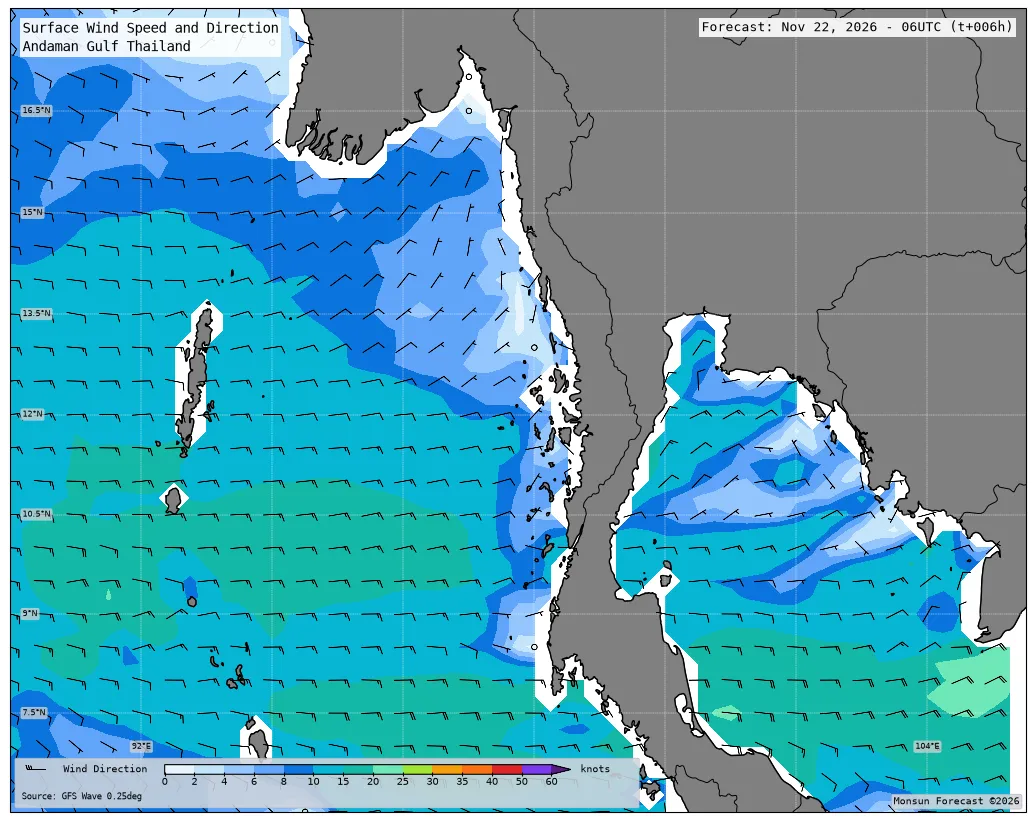 Surface Wind Speed and Direction
Andaman Gulf Thailand
Forecast: Nov 22, 2026 - 06UTC (t+006h)
16.5°N
15°N
13.5°N
12°N
10.5°N
9°N
7.5°N
92°E
104°E
Wind Direction
0 2 4 6 8 10 15 20 25 30 35 40 50 60
knots
Source: GFS Wave 0.25deg
Monsun Forecast ©2026